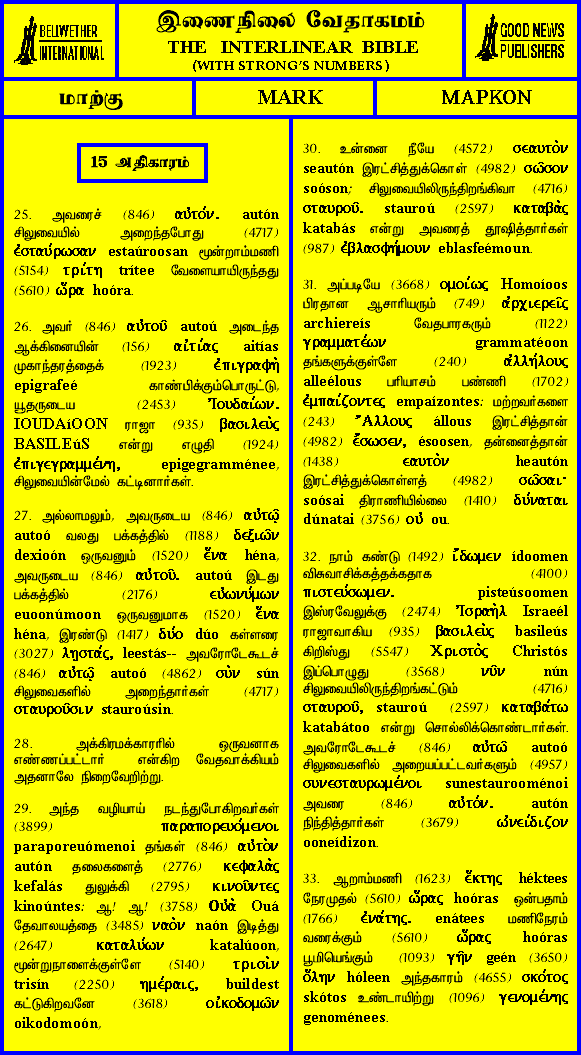 BELLWETHER
INTERNATIONAL
இணைநிலை வேதாகமம்
THE INTERLINEAR BIBLE
(WITH STRONG'S NUMBERS)
GOOD NEWS
PUBLISHERS
மாற்கு
MARK
ΜΑΡΚΟΝ
15 அதிகாரம்
25. அவரைச் (846) αὐτόν. autón
சிலுவையில் அறைந்தபோது (4717)
ἐσταύρωσαν estaúroosan மூன்றாம்மணி
(5154) τρίτη trítee வேளையாயிருந்தது
(5610) ὥρα hoóra.
26. அவர் (846) αὐτοῦ autoú அடைந்த
ஆக்கினையின் (156) αἰτίας aitías
முகாந்தரத்தைக் (1923) ἐπιγραφὴ
epigrafeé காண்பிக்கும்பொருட்டு,
யூதருடைய (2453) Ἰουδαίων.
IOUDAíOON ராஜா (935) βασιλεὺς
BASILEúS என்று எழுதி (1924)
ἐπιγεγραμμένη, epigegramménee,
சிலுவையின்மேல் கட்டினார்கள்.
27. அல்லாமலும், அவருடைய (846) αὐτῷ
autoó வலது பக்கத்தில் (1188) δεξιῶν
dexioón ஒருவனும் (1520) ἕνα héna,
அவருடைய (846) αὐτοῦ. autoú இடது
பக்கத்தில் (2176) εὐωνύμων
euoonúmoon ஒருவனுமாக (1520) ἕνα
héna, இரண்டு (1417) δύο dúo கள்ளரை
(3027) λῃστάς, leestás-- அவரோடேகூடச்
(846) αὐτῷ autoó (4862) σὺν sún
சிலுவைகளில் அறைந்தார்கள் (4717)
σταυροῦσιν stauroúsin.
28. அக்கிரமக்காரரில் ஒருவனாக
எண்ணப்பட்டார் என்கிற வேதவாக்கியம்
அதனாலே நிறைவேறிற்று.
29. அந்த வழியாய் நடந்துபோகிறவர்கள்
(3899) παραπορευόμενοι
paraporeuómenoi தங்கள் (846) αὐτὸν
autón தலைகளைத் (2776) κεφαλὰς
kefalás துலுக்கி (2795) κινοῦντες
kinoúntes: ஆ! ஆ! (3758) Οὐὰ Ouá
தேவாலயத்தை (3485) ναὸν naón இடித்து
(2647) καταλύων katalúoon,
மூன்றுநாளைக்குள்ளே (5140) τρισὶν
trisín (2250) ημέραις, buildest
கட்டுகிறவனே (3618) οἰκοδομῶν
oikodomoón,
30. உன்னை நீயே (4572) σεαυτὸν
seautón இரட்சித்துக்கொள் (4982) σῶσον
soóson; சிலுவையிலிருந்திறங்கிவா (4716)
σταυροῦ. stauroú (2597) καταβὰς
katabás என்று அவரைத் தூஷித்தார்கள்
(987) ἐβλασφήμουν eblasfeémoun.
31. அப்படியே (3668) ομοίως Homoíoos
பிரதான ஆசாரியரும் (749) ἀρχιερεῖς
archiereís வேதபாரகரும் (1122)
γραμματέων grammatéoon
தங்களுக்குள்ளே (240) ἀλλήλους
alleélous பரியாசம் பண்ணி (1702)
ἐμπαίζοντες empaízontes: மற்றவர்களை
(243) Ἄλλους állous இரட்சித்தான்
(4982) ἔσωσεν, ésoosen, தன்னைத்தான்
(1438) εαυτὸν heautón
இரட்சித்துக்கொள்ளத் (4982) σῶσαι·
soósai திராணியில்லை (1410) δύναται
dúnatai (3756) οὐ ou.
32. நாம் கண்டு (1492) ἴδωμεν ídoomen
விசுவாசிக்கத்தக்கதாக (4100)
πιστεύσωμεν. pisteúsoomen
இஸ்ரவேலுக்கு (2474) Ἰσραὴλ Israeél
ராஜாவாகிய (935) βασιλεὺς basileús
கிறிஸ்து (5547) Χριστὸς Christós
இப்பொழுது (3568) νῦν nún
சிலுவையிலிருந்திறங்கட்டும் (4716)
σταυροῦ, stauroú (2597) καταβάτω
katabátoo என்று சொல்லிக்கொண்டார்கள்.
அவரோடேகூடச் (846) αὐτῶ autoó
சிலுவைகளில் அறையப்பட்டவர்களும் (4957)
συνεσταυρωμένοι sunestaurooménoi
அவரை (846) αὐτόν. autón
நிந்தித்தார்கள் (3679) ὠνείδιζον
ooneídizon.
33. ஆறாம்மணி (1623) ἕκτης héktees
நேரமுதல் (5610) ὥρας hoóras ஒன்பதாம்
(1766) ἐνάτης. enátees மணிநேரம்
வரைக்கும் (5610) ὥρας hoóras
பூமியெங்கும் (1093) γῆν geén (3650)
ὅλην hóleen அந்தகாரம் (4655) σκότος
skótos உண்டாயிற்று (1096) γενομένης
genoménees.